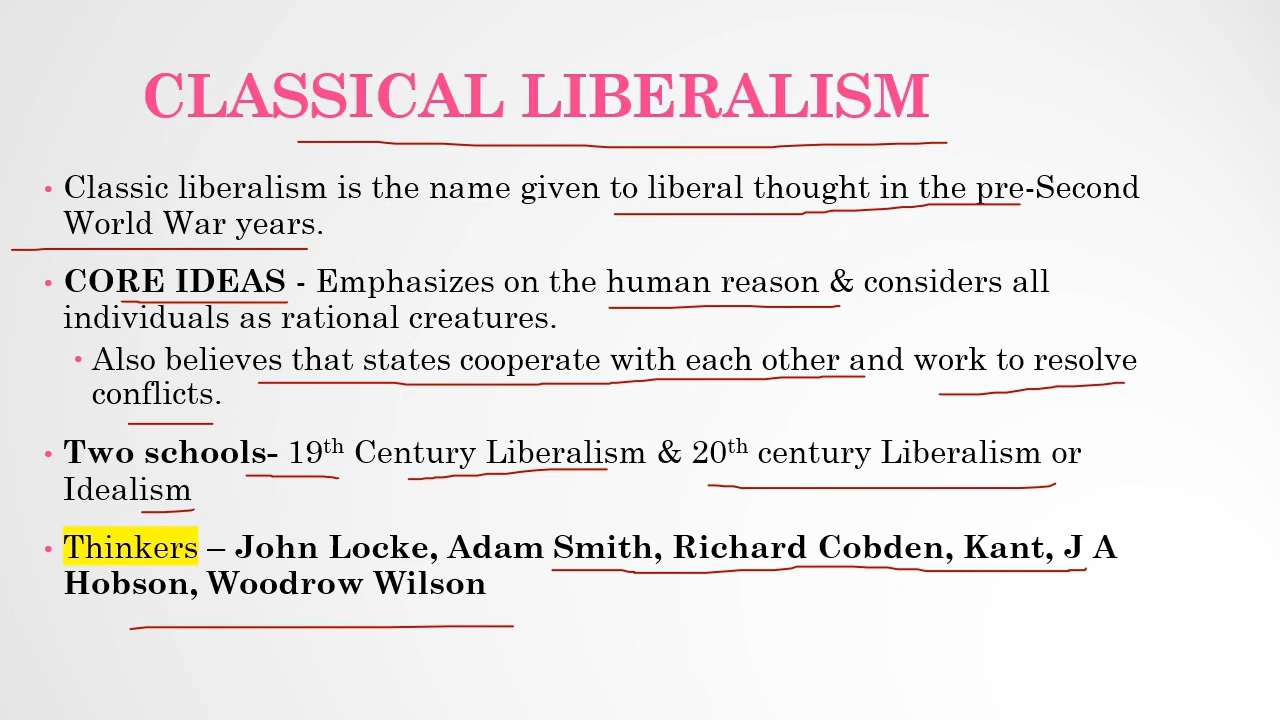 CLASSICAL LIBERALISM
• Classic liberalism is the name given to liberal thought in the pre-Second
World War years.
• CORE IDEAS - Emphasizes on the human reason & considers all
individuals as rational creatures.
• Also believes that states cooperate with each other and work to resolve
conflicts.
• Two schools- 19th Century Liberalism & 20th century Liberalism or
Idealism
• Thinkers – John Locke, Adam Smith, Richard Cobden, Kant, J A
Hobson, Woodrow Wilson